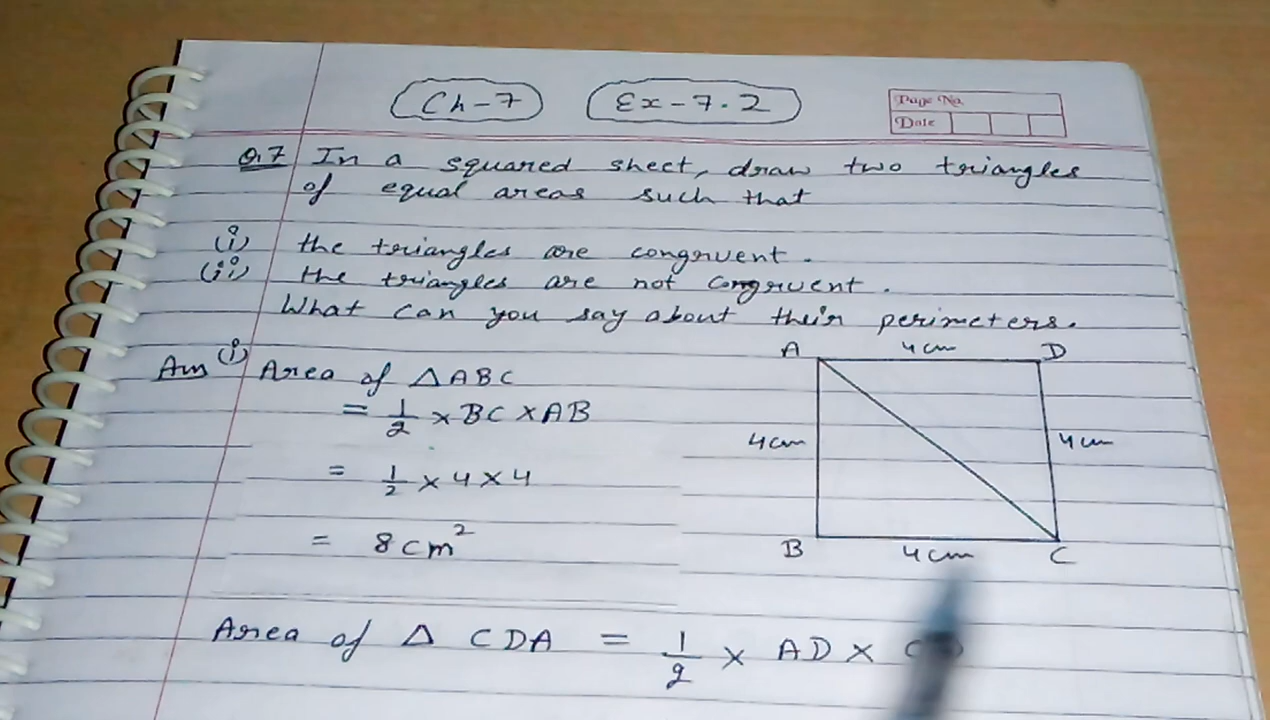 Ch-7 Ex-7.2
Page No.
Date
Q.7 In a squared sheet, draw two triangles
of equal areas such that
(i) the triangles are congruent.
(ii) the triangles are not congruent.
What can you say about their perimeters.
Ans (i) Area of △ABC
= 1/2 × BC × AB
= 1/2 × 4 × 4
= 8cm²
A 4cm D
4cm 4cm
B 4cm C
Area of △ CDA = 1/2 × AD ×